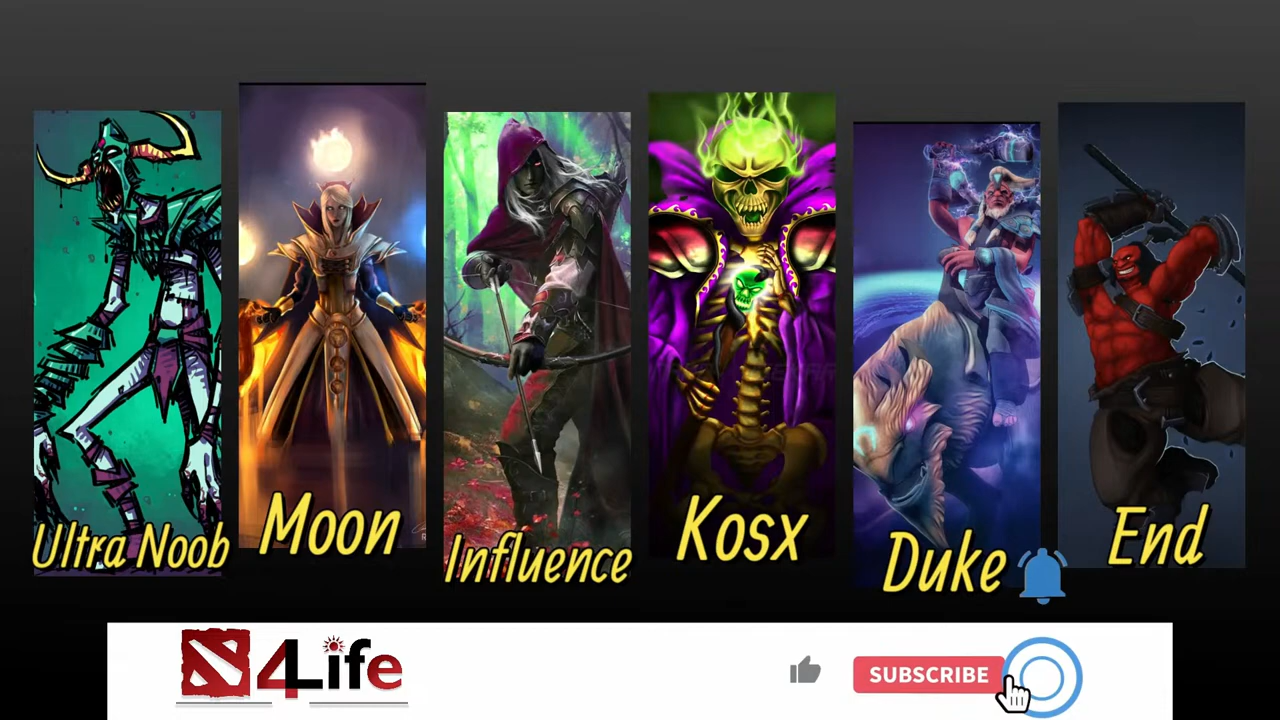 Ultra Noob
Moon
Influence
Kosx
Duke
End
4Life
SUBSCRIBE